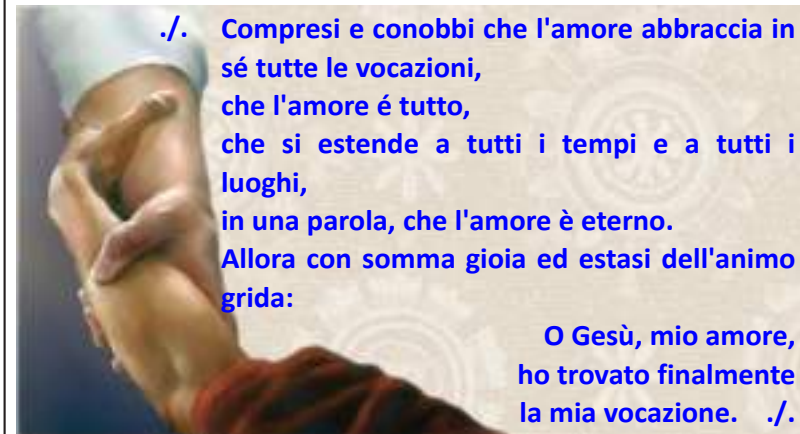 ./. Compresi e conobbi che l'amore abbraccia in
sé tutte le vocazioni,
che l'amore é tutto,
che si estende a tutti i tempi e a tutti i
luoghi,
in una parola, che l'amore è eterno.
Allora con somma gioia ed estasi dell'animo
grida:
O Gesù, mio amore,
ho trovato finalmente
la mia vocazione. ./.